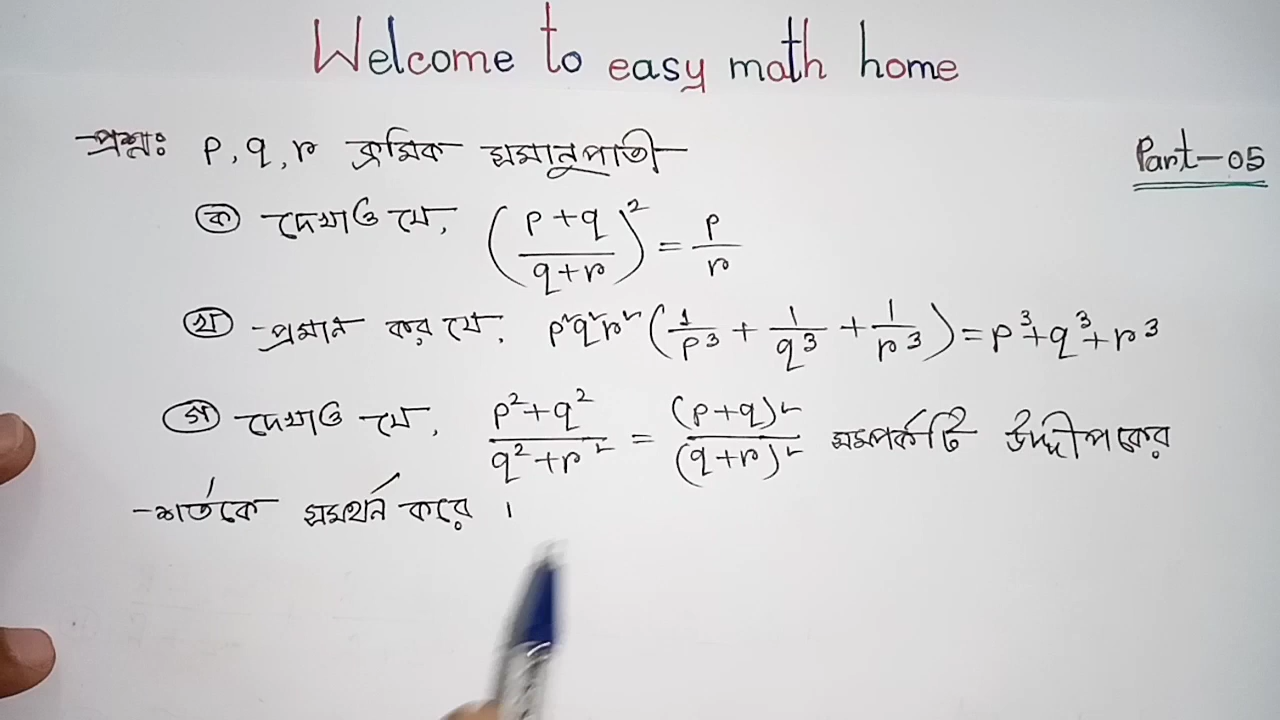 Welcome to easy math home
প্রশ্নঃ p, q, r ক্রমিক সমানুপাতী
Part-05
ক দেখাও যে, ((p+q)/(q+r))² = p/r
খ প্রমান কর যে, p²q²r² (1/p³ + 1/q³ + 1/r³) = p³+q³+r³
গ দেখাও যে, (p²+q²)/(q²+r²) = (p+q)²/(q+r)² সম্পর্কটি উদ্দীপকের
শর্তকে সমর্থন করে।